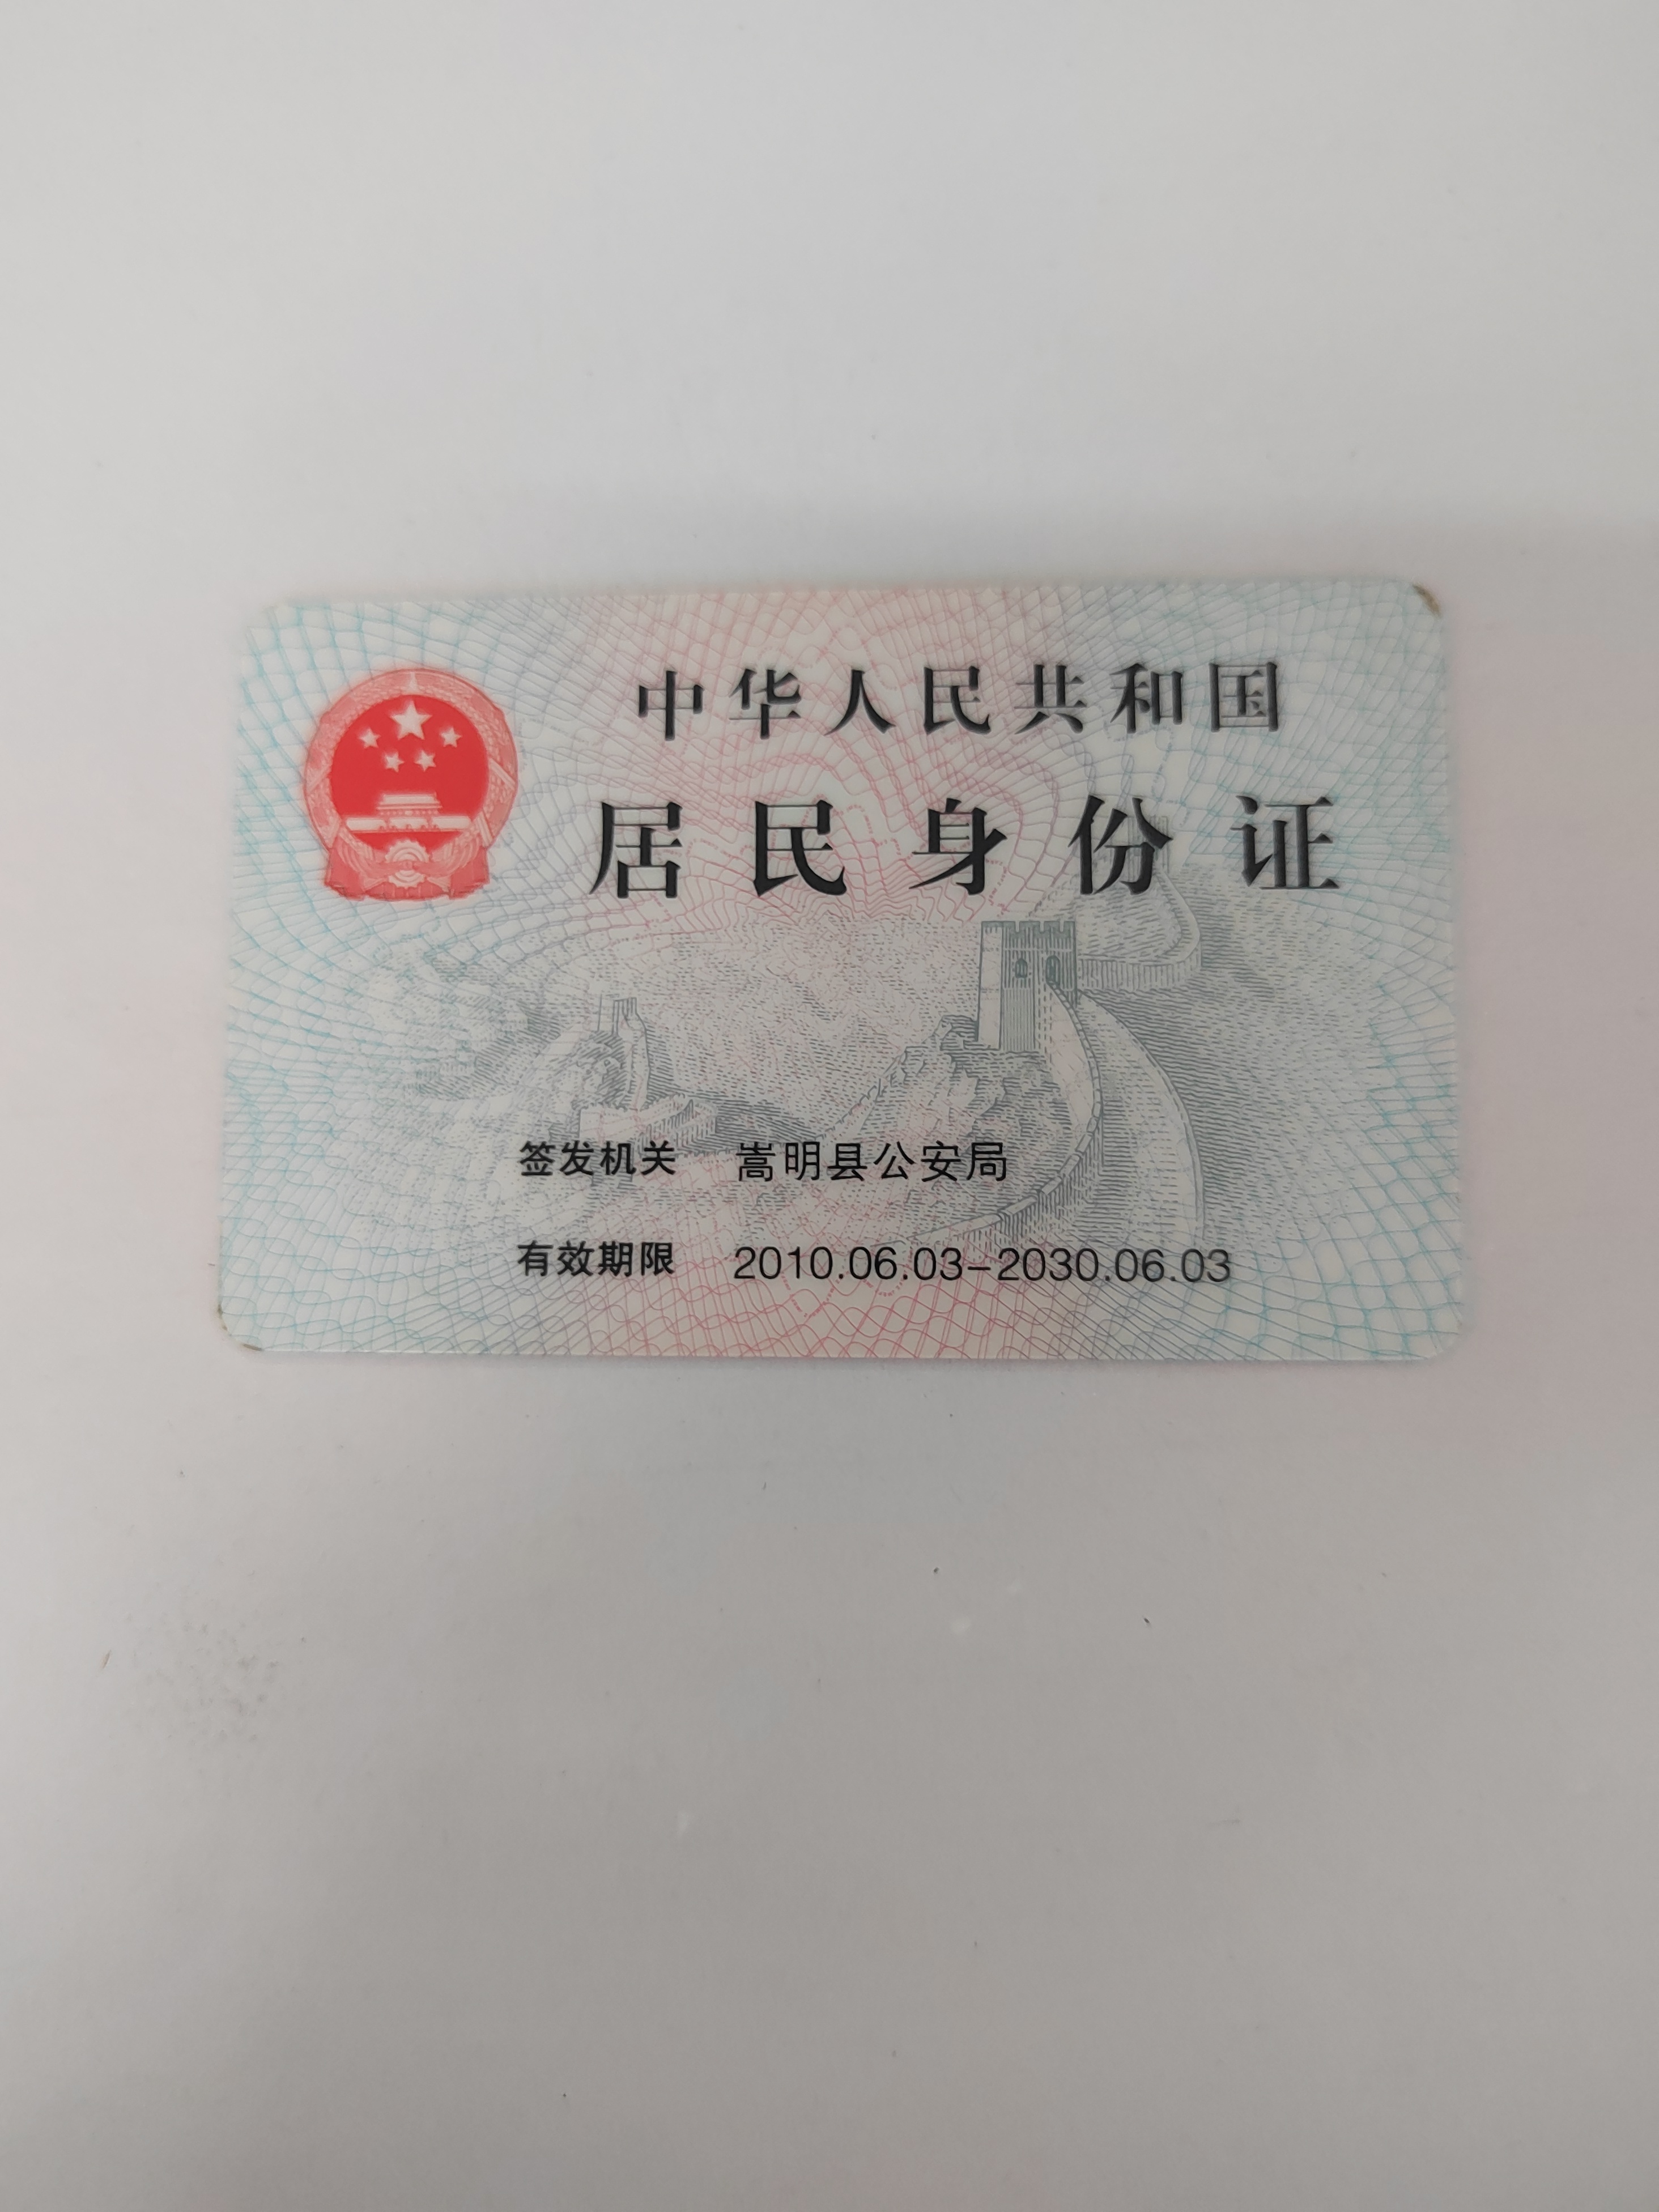 中华人民共和国
居民身份证
签发机关 嵩明县公安局
有效期限 2010.06.03-2030.06.03